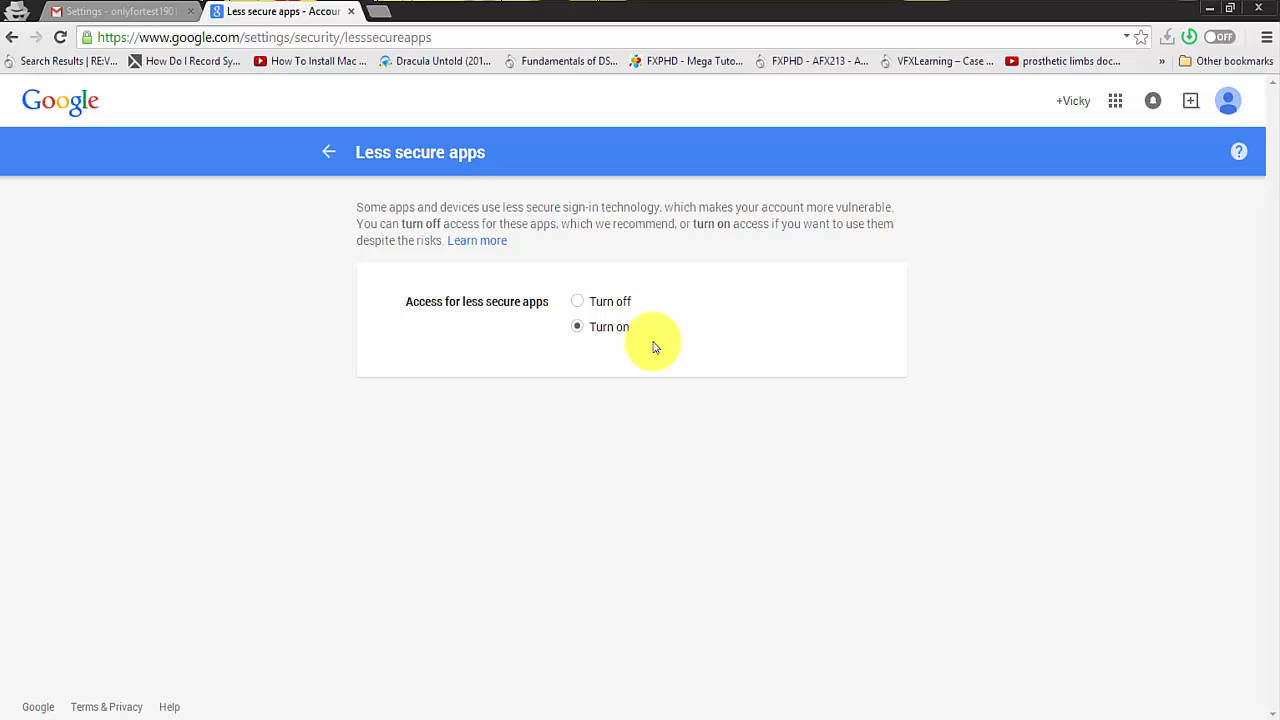 Settings - onlyfortest190
Less secure apps - Accour
https://www.google.com/settings/security/lesssecureapps
OFF
Search Results | RE:V...
How Do I Record Sy...
How To Install Mac ...
Dracula Untold (201...
Fundamentals of DS...
FXPHD - Mega Tuto...
FXPHD - AFX213 - A...
VFXLearning – Case ...
prosthetic limbs doc...
»
Other bookmarks
Google
+Vicky
Less secure apps
Some apps and devices use less secure sign-in technology, which makes your account more vulnerable.
You can turn off access for these apps, which we recommend, or turn on access if you want to use them
despite the risks. Learn more
Access for less secure apps
Turn off
Turn on
Google
Terms & Privacy
Help